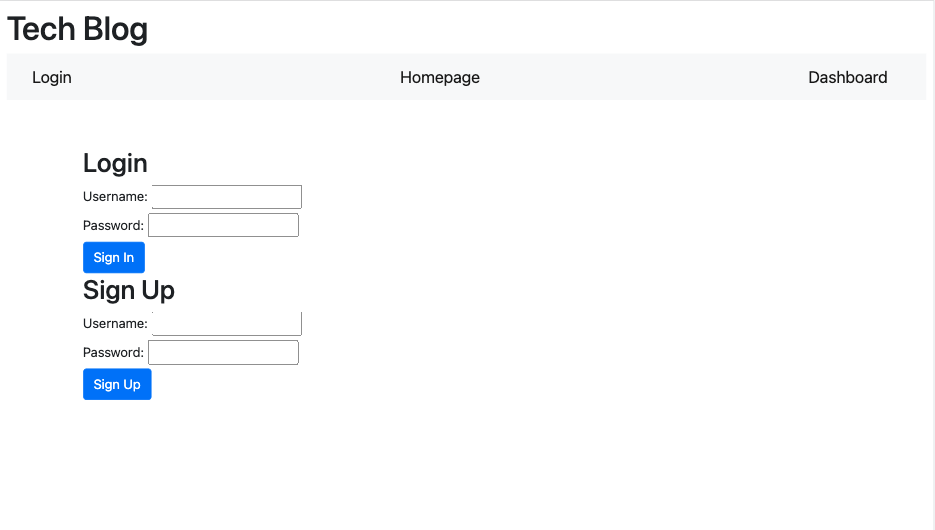 Tech Blog
Login Homepage Dashboard
Login
Username:
Password:
Sign In
Sign Up
Username:
Password:
Sign Up